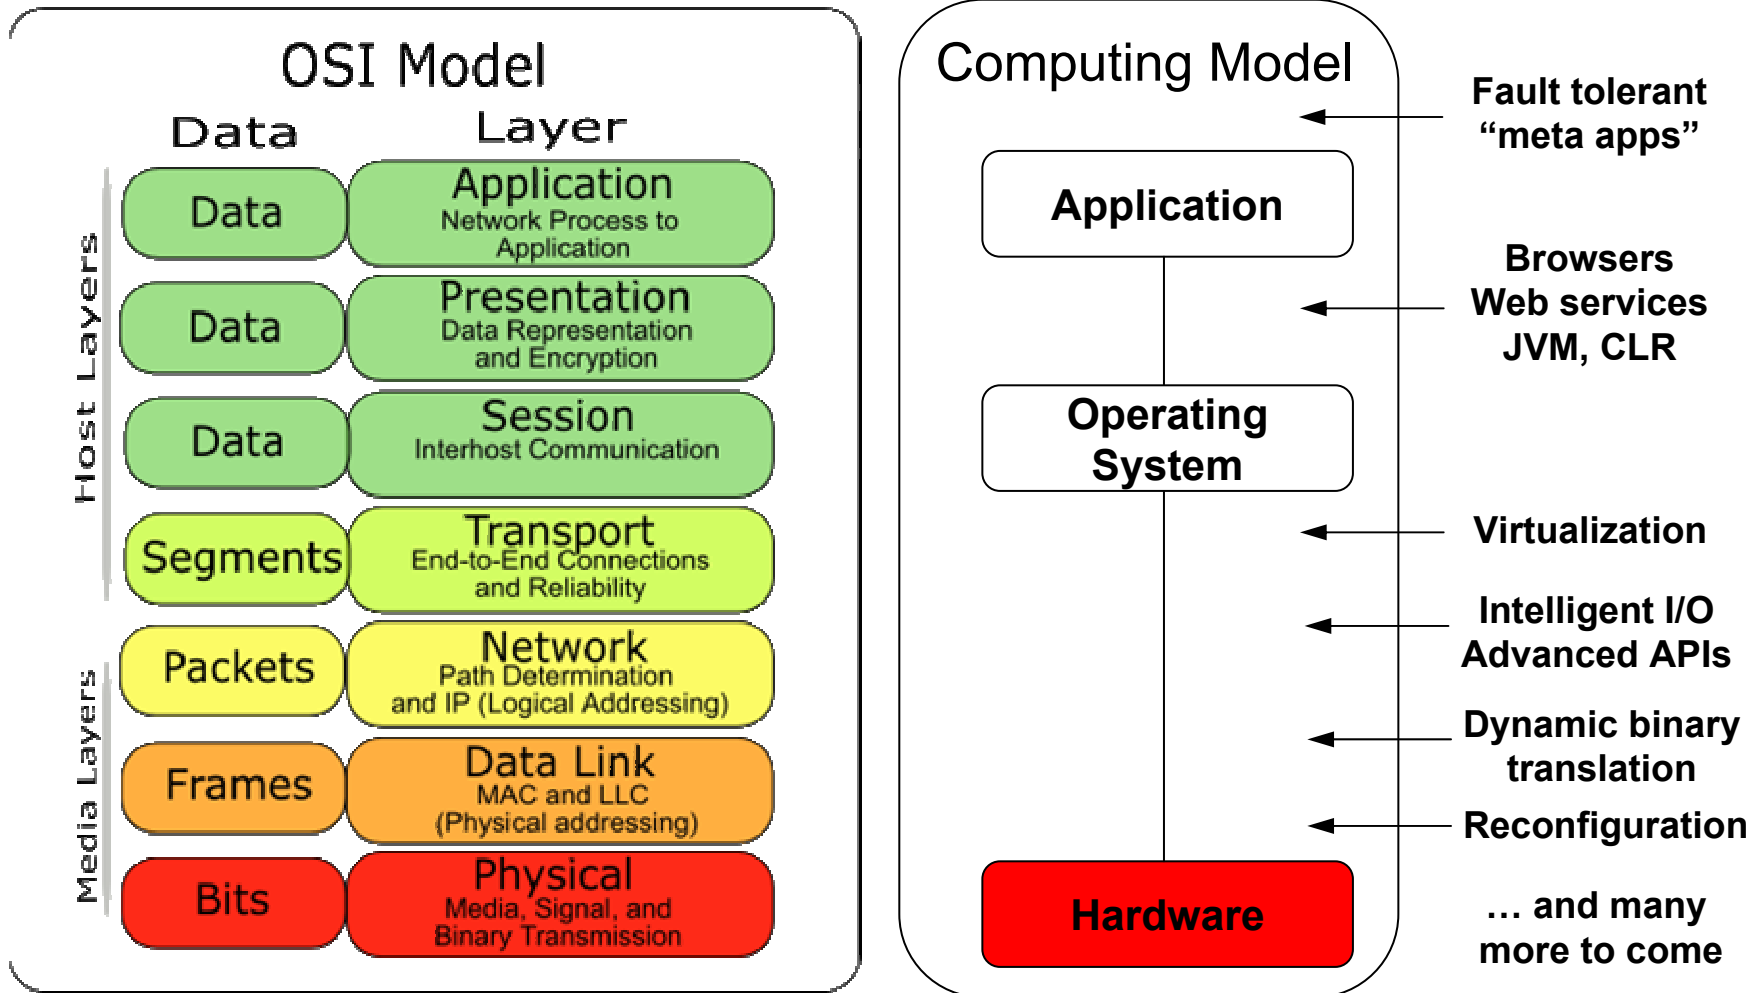 OSI Model
Data
Layer
Host Layers
Data
Application
Network Process to
Application
Data
Presentation
Data Representation
and Encryption
Data
Session
Interhost Communication
Segments
Transport
End-to-End Connections
and Reliability
Media Layers
Packets
Network
Path Determination
and IP (Logical Addressing)
Frames
Data Link
MAC and LLC
(Physical addressing)
Bits
Physical
Media, Signal, and
Binary Transmission
Computing Model
Application
Operating
System
Hardware
Fault tolerant
“meta apps”
Browsers
Web services
JVM, CLR
Virtualization
Intelligent I/O
Advanced APIs
Dynamic binary
translation
Reconfiguration
… and many
more to come